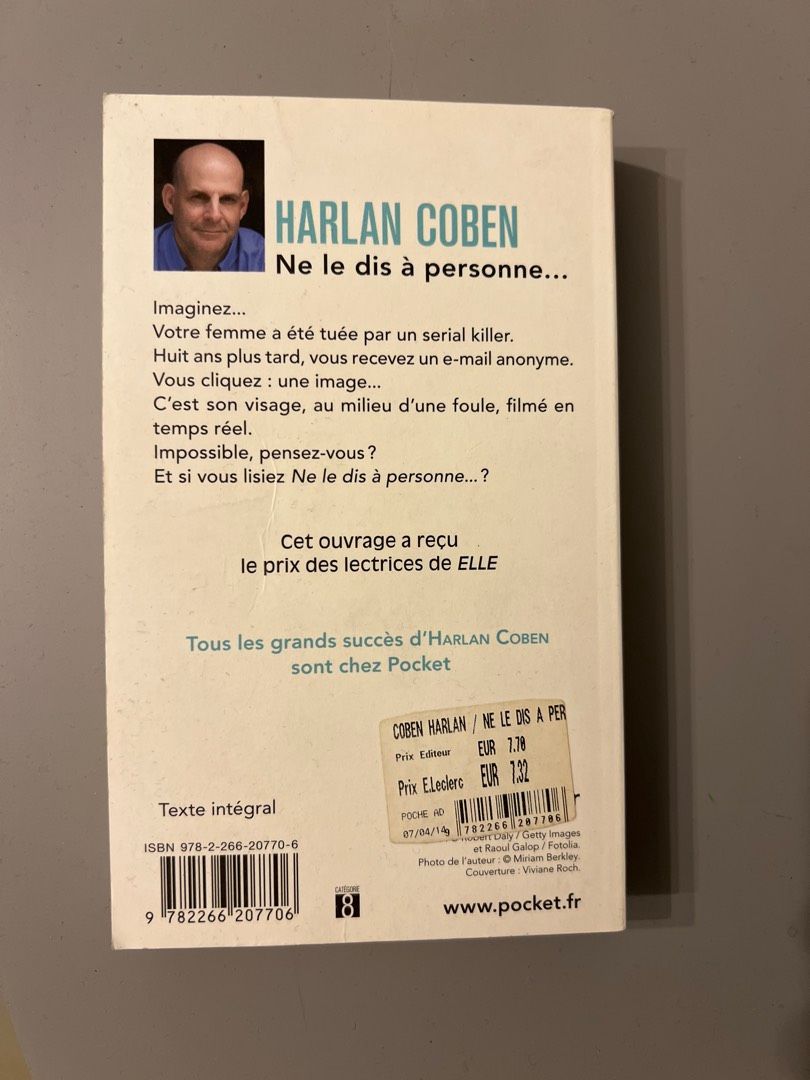 HARLAN COBEN
Ne le dis à personne...
Imaginez...
Votre femme a été tuée par un serial killer.
Huit ans plus tard, vous recevez un e-mail anonyme.
Vous cliquez : une image...
C'est son visage, au milieu d'une foule, filmé en
temps réel.
Impossible, pensez-vous ?
Et si vous lisiez Ne le dis à personne... ?
Cet ouvrage a reçu
le prix des lectrices de ELLE
Tous les grands succès d'HARLAN COBEN
sont chez Pocket
COBEN HARLAN / NE LE DIS A PER
Prix Editeur EUR 7.70
Prix E.Leclerc EUR 7.32
POCHE AD
07/04/14
9 782266 207706
Texte intégral
ISBN 978-2-266-20770-6
9 782266 207706
CATÉGORIE
8
© Robert Daly / Getty Images
et Raoul Galop / Fotolia.
Photo de l'auteur : © Miriam Berkley.
Couverture : Viviane Roch.
www.pocket.fr